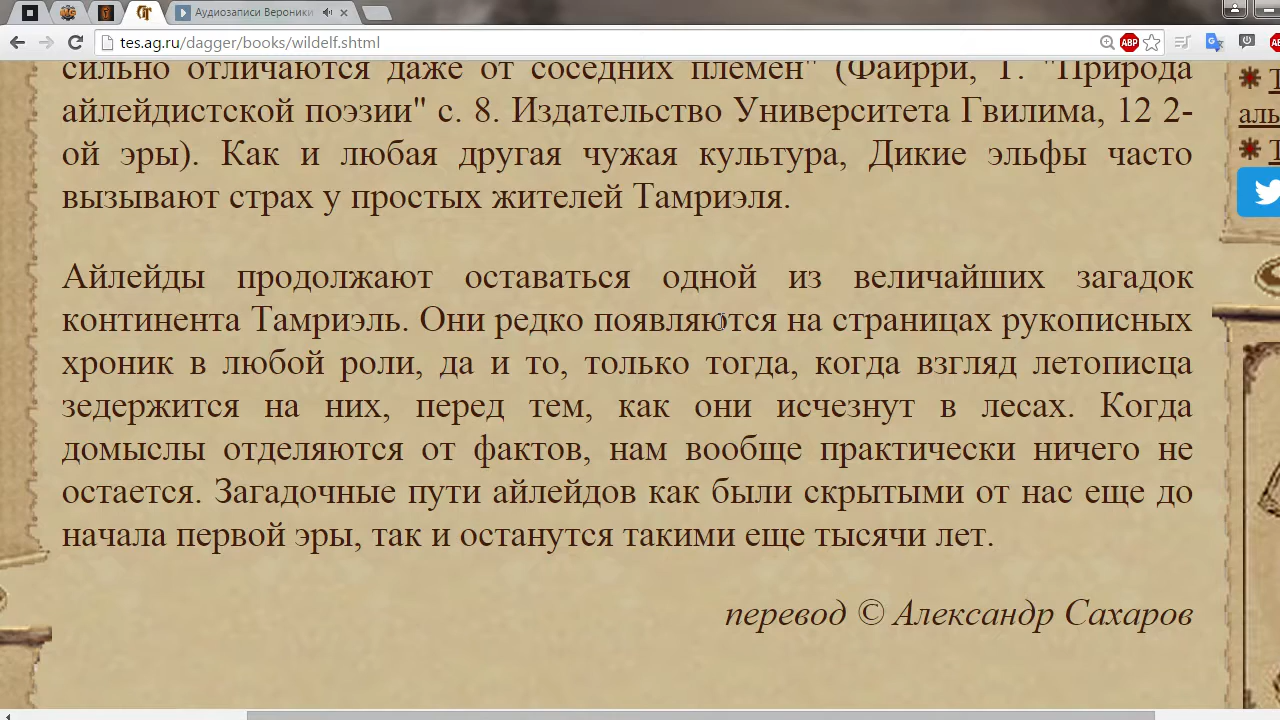 Аудиозаписи Вероники
tes.ag.ru/dagger/books/wildelf.shtml
ABP
сильно отличаются даже от соседних племен" (Фаирри, Т. "Природа
айлейдистской поэзии" с. 8. Издательство Университета Гвилима, 12 2-
ой эры). Как и любая другая чужая культура, Дикие эльфы часто
вызывают страх у простых жителей Тамриэля.
Айлейды продолжают оставаться одной из величайших загадок
континента Тамриэль. Они редко появляются на страницах рукописных
хроник в любой роли, да и то, только тогда, когда взгляд летописца
зедержится на них, перед тем, как они исчезнут в лесах. Когда
домыслы отделяются от фактов, нам вообще практически ничего не
остается. Загадочные пути айлейдов как были скрытыми от нас еще до
начала первой эры, так и останутся такими еще тысячи лет.
перевод © Александр Сахаров